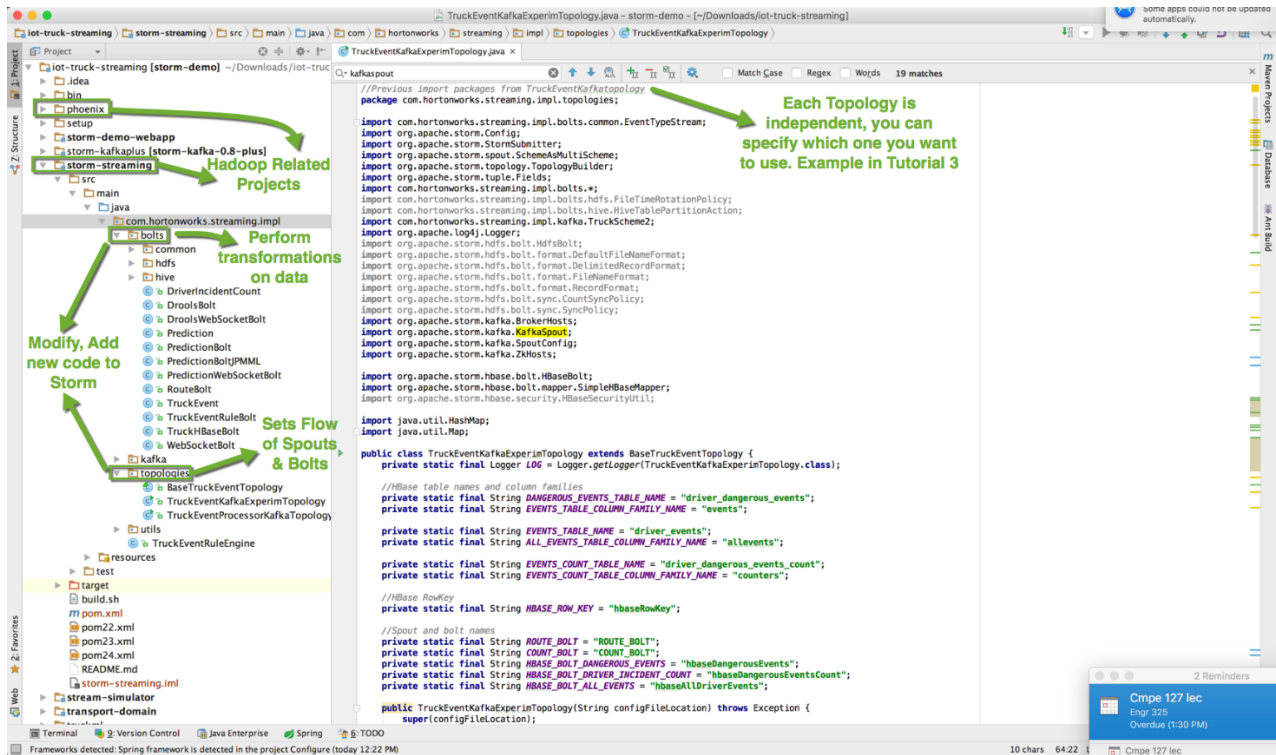 TruckEventKafkaExperimTopology.java - storm-demo - [~/Downloads/iot-truck-streaming]
Some apps could not be updated
automatically.
iot-truck-streaming storm-streaming src main java com hortonworks streaming impl topologies TruckEventKafkaExperimTopology
Project
TruckEventKafkaExperimTopology.java ×
1: Project
Z: Structure
2: Favorites
Web
Maven Projects
Database
Ant Build
iot-truck-streaming [storm-demo] ~/Downloads/iot-truc
.idea
bin
phoenix
setup
storm-demo-webapp
storm-kafkaplus [storm-kafka-0.8-plus]
storm-streaming
src
main
java
com.hortonworks.streaming.impl
bolts
common
hdfs
hive
DriverIncidentCount
DroolsBolt
DroolsWebSocketBolt
Prediction
PredictionBolt
PredictionBoltJPMML
PredictionWebSocketBolt
RouteBolt
TruckEvent
TruckEventRuleBolt
TruckHBaseBolt
WebSocketBolt
kafka
topologies
BaseTruckEventTopology
TruckEventKafkaExperimTopology
TruckEventProcessorKafkaTopology
utils
TruckEventRuleEngine
resources
test
target
build.sh
pom.xml
pom22.xml
pom23.xml
pom24.xml
README.md
storm-streaming.iml
stream-simulator
transport-domain
Hadoop Related
Projects
Perform
transformations
on data
Modify, Add
new code to
Storm
Sets Flow
of Spouts
& Bolts
Each Topology is
independent, you can
specify which one you want
to use. Example in Tutorial 3
kafkaspout Match Case Regex Words 19 matches
//Previous import packages from TruckEventKafkatopology
package com.hortonworks.streaming.impl.topologies;
import com.hortonworks.streaming.impl.bolts.common.EventTypeStream;
import org.apache.storm.Config;
import org.apache.storm.StormSubmitter;
import org.apache.storm.spout.SchemeAsMultiScheme;
import org.apache.storm.topology.TopologyBuilder;
import org.apache.storm.tuple.Fields;
import com.hortonworks.streaming.impl.bolts.*;
import com.hortonworks.streaming.impl.bolts.hdfs.FileTimeRotationPolicy;
import com.hortonworks.streaming.impl.bolts.hive.HiveTablePartitionAction;
import com.hortonworks.streaming.impl.kafka.TruckScheme2;
import org.apache.log4j.Logger;
import org.apache.storm.hdfs.bolt.HdfsBolt;
import org.apache.storm.hdfs.bolt.format.DefaultFileNameFormat;
import org.apache.storm.hdfs.bolt.format.DelimitedRecordFormat;
import org.apache.storm.hdfs.bolt.format.FileNameFormat;
import org.apache.storm.hdfs.bolt.format.RecordFormat;
import org.apache.storm.hdfs.bolt.sync.CountSyncPolicy;
import org.apache.storm.hdfs.bolt.sync.SyncPolicy;
import org.apache.storm.kafka.BrokerHosts;
import org.apache.storm.kafka.KafkaSpout;
import org.apache.storm.kafka.SpoutConfig;
import org.apache.storm.kafka.ZkHosts;
import org.apache.storm.hbase.bolt.HBaseBolt;
import org.apache.storm.hbase.bolt.mapper.SimpleHBaseMapper;
import org.apache.storm.hbase.security.HBaseSecurityUtil;
import java.util.HashMap;
import java.util.Map;
public class TruckEventKafkaExperimTopology extends BaseTruckEventTopology {
private static final Logger LOG = Logger.getLogger(TruckEventKafkaExperimTopology.class);
//HBase table names and column families
private static final String DANGEROUS_EVENTS_TABLE_NAME = "driver_dangerous_events";
private static final String EVENTS_TABLE_COLUMN_FAMILY_NAME = "events";
private static final String EVENTS_TABLE_NAME = "driver_events";
private static final String ALL_EVENTS_TABLE_COLUMN_FAMILY_NAME = "allevents";
private static final String EVENTS_COUNT_TABLE_NAME = "driver_dangerous_events_count";
private static final String EVENTS_COUNT_TABLE_COLUMN_FAMILY_NAME = "counters";
//HBase RowKey
private static final String HBASE_ROW_KEY = "hbaseRowKey";
//Spout and bolt names
private static final String ROUTE_BOLT = "ROUTE_BOLT";
private static final String COUNT_BOLT = "COUNT_BOLT";
private static final String HBASE_BOLT_DANGEROUS_EVENTS = "hbaseDangerousEvents";
private static final String HBASE_BOLT_DRIVER_INCIDENT_COUNT = "hbaseDangerousEventsCount";
private static final String HBASE_BOLT_ALL_EVENTS = "hbaseAllDriverEvents";
public TruckEventKafkaExperimTopology(String configFileLocation) throws Exception {
super(configFileLocation);
2 Reminders
Cmpe 127 lec
Engr 325
Overdue (1:30 PM)
Cmpe 127 lec
Terminal 9: Version Control Java Enterprise Spring 6: TODO
Frameworks detected: Spring framework is detected in the project Configure (today 12:22 PM) 10 chars 64:22